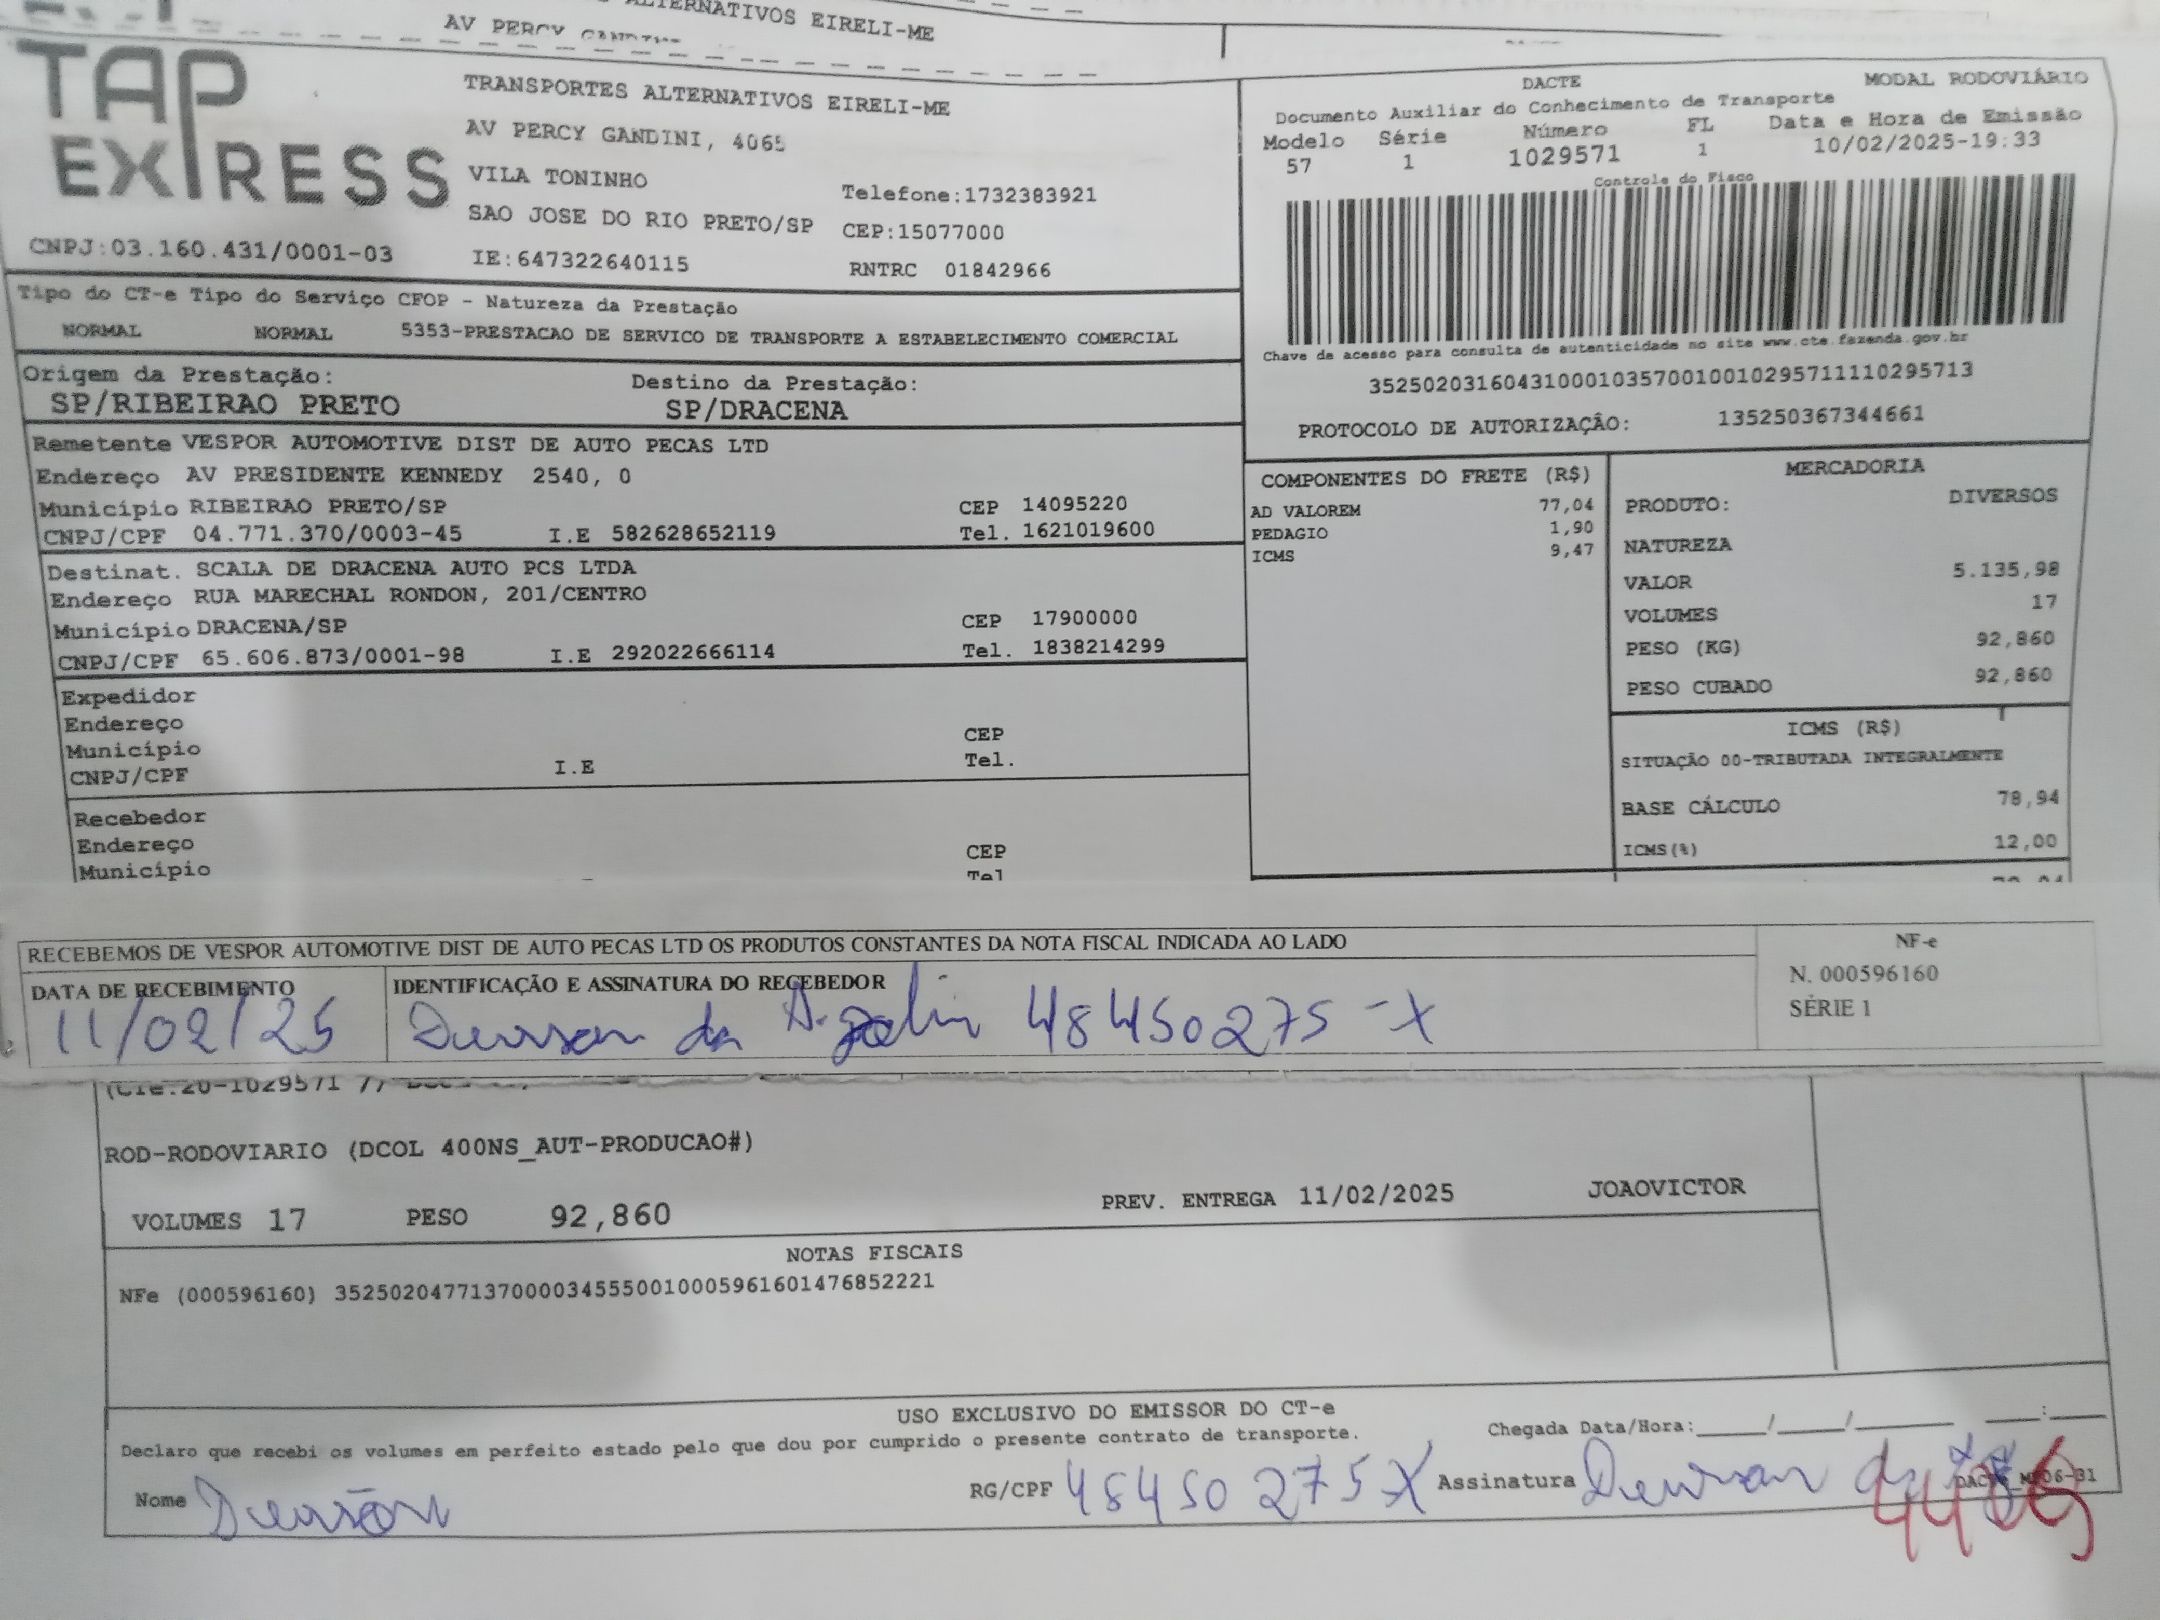 ALTERNATIVOS EIRELI-ME
AV PERCY GANDINI
TAP EXPRESS
TRANSPORTES ALTERNATIVOS EIRELI-ME
AV PERCY GANDINI, 4065
VILA TONINHO
Telefone:1732383921
SAO JOSE DO RIO PRETO/SP CEP:15077000
CNPJ:03.160.431/0001-03 IE:647322640115 RNTRC 01842966
DACTE MODAL RODOVIÁRIO
Documento Auxiliar do Conhecimento de Transporte
Modelo Série Número FL Data e Hora de Emissão
57 1 1029571 1 10/02/2025-19:33
Controle do Fisco
Chave de acesso para consulta de autenticidade no site www.cte.fazenda.gov.br
35250203160431000103570010010295711110295713
PROTOCOLO DE AUTORIZAÇÂO: 135250367344661
Tipo do CT-e Tipo do Serviço CFOP - Natureza da Prestação
NORMAL NORMAL 5353-PRESTACAO DE SERVICO DE TRANSPORTE A ESTABELECIMENTO COMERCIAL
Origem da Prestação: Destino da Prestação:
SP/RIBEIRAO PRETO SP/DRACENA
Remetente VESPOR AUTOMOTIVE DIST DE AUTO PECAS LTD
Endereço AV PRESIDENTE KENNEDY 2540, 0
Município RIBEIRAO PRETO/SP CEP 14095220
CNPJ/CPF 04.771.370/0003-45 I.E 582628652119 Tel. 1621019600
Destinat. SCALA DE DRACENA AUTO PCS LTDA
Endereço RUA MARECHAL RONDON, 201/CENTRO
Município DRACENA/SP CEP 17900000
CNPJ/CPF 65.606.873/0001-98 I.E 292022666114 Tel. 1838214299
Expedidor
Endereço
Município CEP
CNPJ/CPF I.E Tel.
Recebedor
Endereço
Município CEP
Tel
COMPONENTES DO FRETE (R$)
AD VALOREM 77,04
PEDAGIO 1,90
ICMS 9,47
MERCADORIA
PRODUTO: DIVERSOS
NATUREZA
VALOR 5.135,98
VOLUMES 17
PESO (KG) 92,860
PESO CUBADO 92,860
ICMS (R$)
SITUAÇÃO 00-TRIBUTADA INTEGRALMENTE
BASE CÁLCULO 78,94
ICMS(%) 12,00
RECEBEMOS DE VESPOR AUTOMOTIVE DIST DE AUTO PECAS LTD OS PRODUTOS CONSTANTES DA NOTA FISCAL INDICADA AO LADO
DATA DE RECEBIMENTO IDENTIFICAÇÃO E ASSINATURA DO RECEBEDOR
11/02/25 da 48450275-X
NF-e
N. 000596160
SÉRIE 1
(Cte:20-1029571 //
ROD-RODOVIARIO (DCOL 400NS_AUT-PRODUCAO#)
VOLUMES 17 PESO 92,860 PREV. ENTREGA 11/02/2025 JOAOVICTOR
NOTAS FISCAIS
NFe (000596160) 35250204771370000345550010005961601476852221
USO EXCLUSIVO DO EMISSOR DO CT-e
Declaro que recebi os volumes em perfeito estado pelo que dou por cumprido o presente contrato de transporte. Chegada Data/Hora:_____/_____/_______ ___:____
Nome RG/CPF 48450275X Assinatura